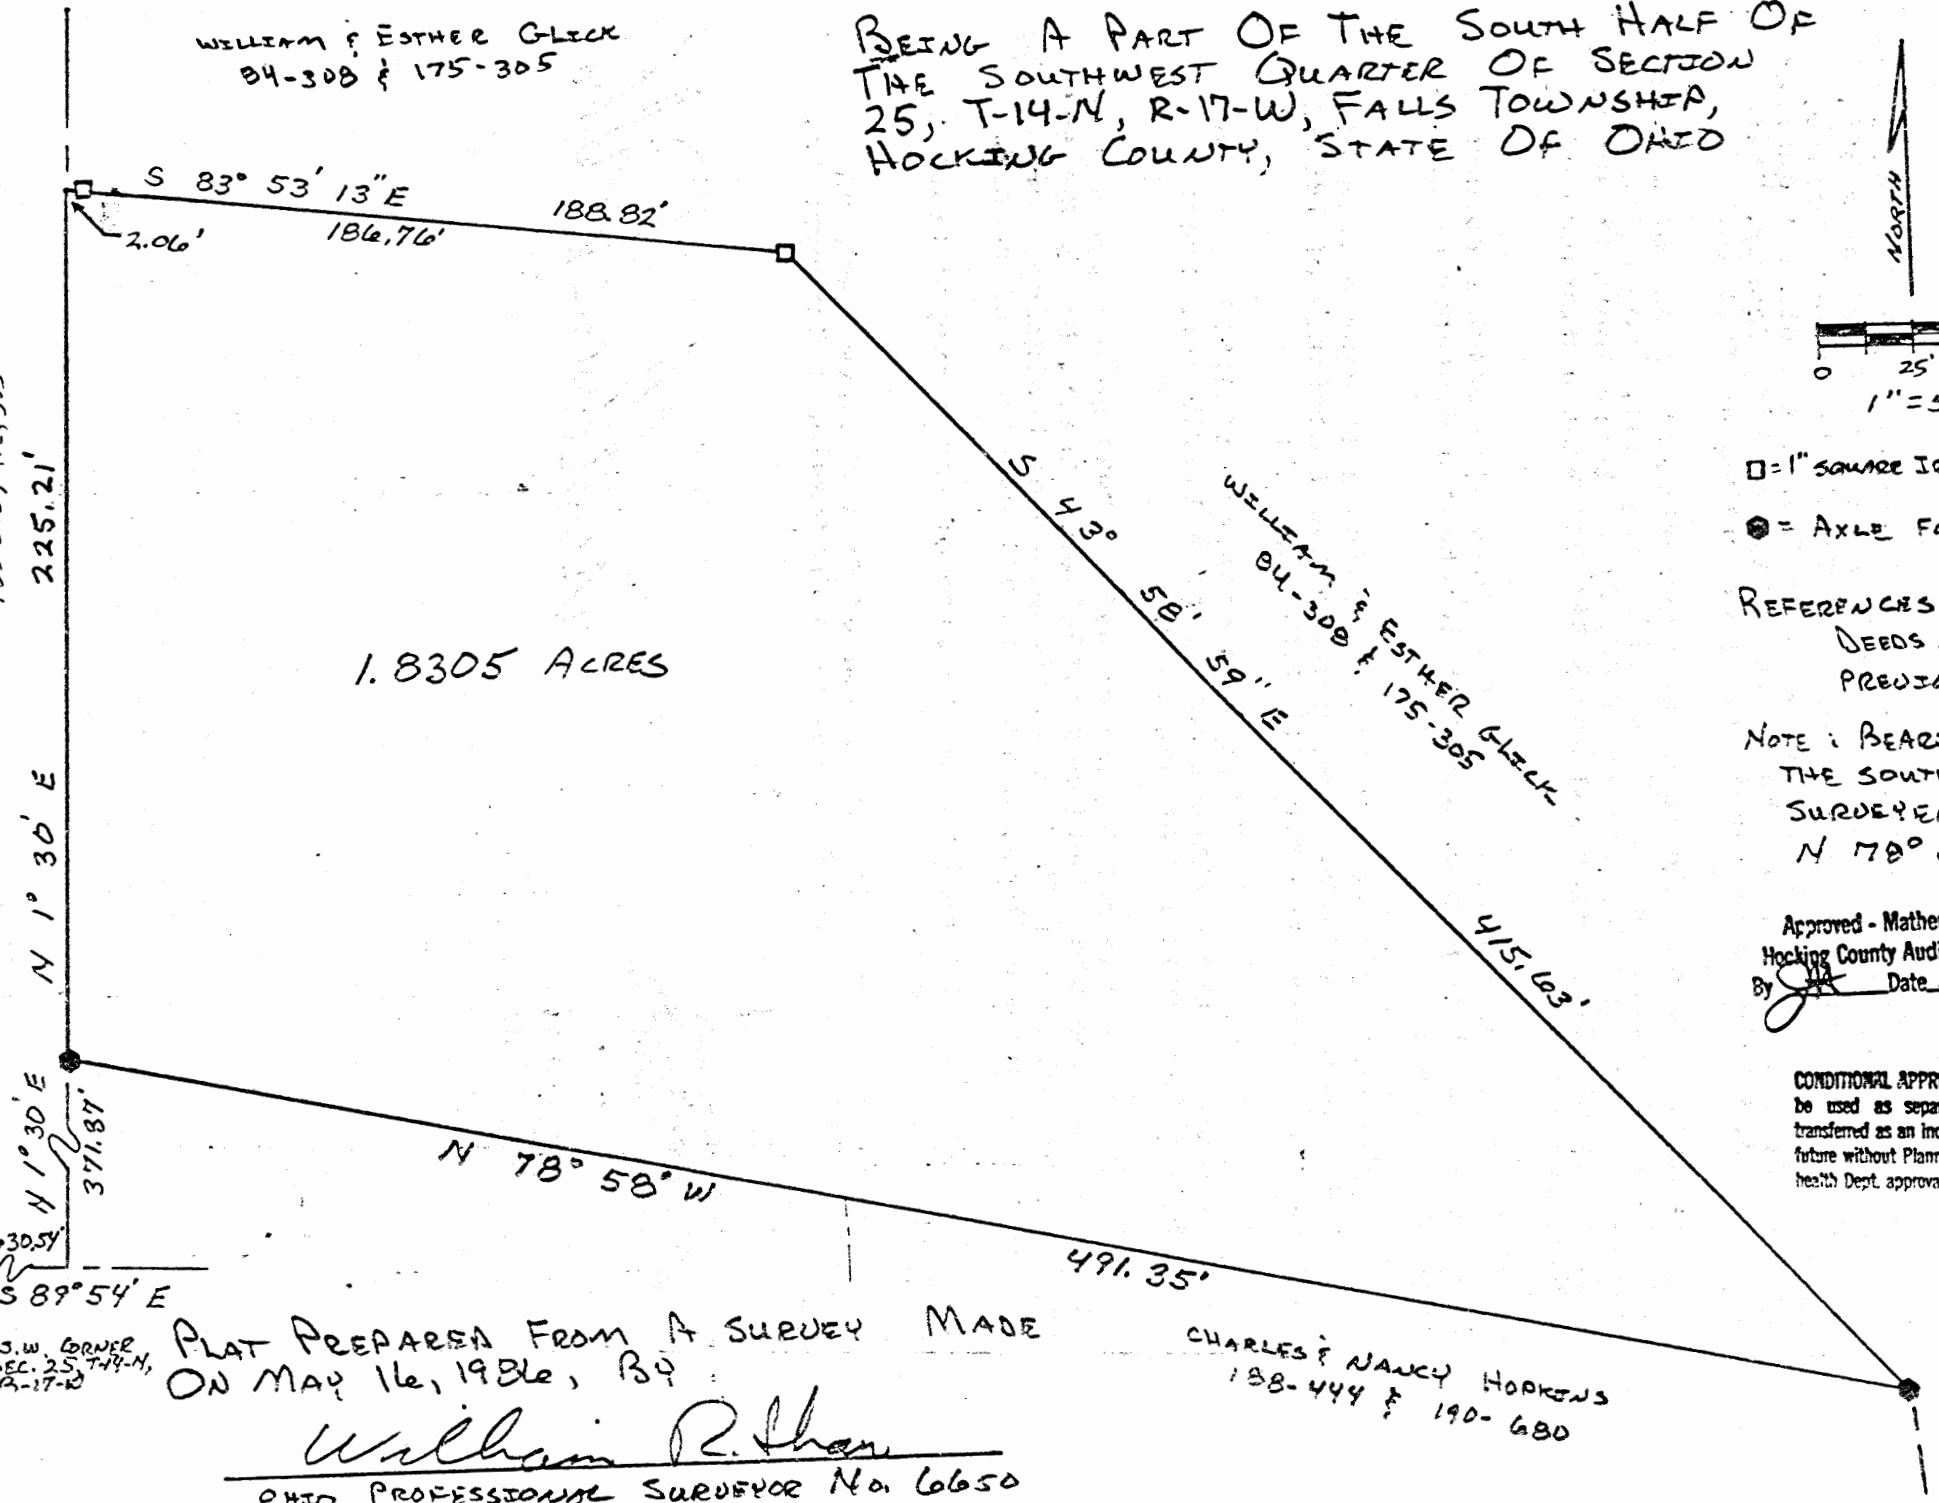 WILLIAM & ESTHER GLICK
84-308 & 175-305
BEING A PART OF THE SOUTH HALF OF
THE SOUTHWEST QUARTER OF SECTION
25, T-14-N, R-17-W, FALLS TOWNSHIP,
HOCKING COUNTY, STATE OF OHIO
NORTH
0 25'
1" =
□ = 1" SQUARE
= AXLE
REFERENCES
DEEDS
NOTE: 
THE
N 78°
S 83° 53' 13" E 188.82'
2.06' 186.76'
225.21'
N 1° 30' E
1.8305 ACRES
S 43° 58' 59" E
415.63'
WILLIAM & ESTHER GLICK
84-308 & 175-305
Approved -
Hocking County
By Date
CONDITIONAL
be used as
transferred as an
future without
health Dept.
N 1° 30' E
371.87'
N 78° 58' W
491.35'
S 89° 54' E
S.W. CORNER
SEC. 25, T-14-N,
R-17-W
PLAT PREPARED FROM A SURVEY MADE
ON MAY 16, 1986, BY
CHARLES & NANCY HOPKINS
188-444 & 190-680
William R.
OHIO PROFESSIONAL SURVEYOR No. 6650